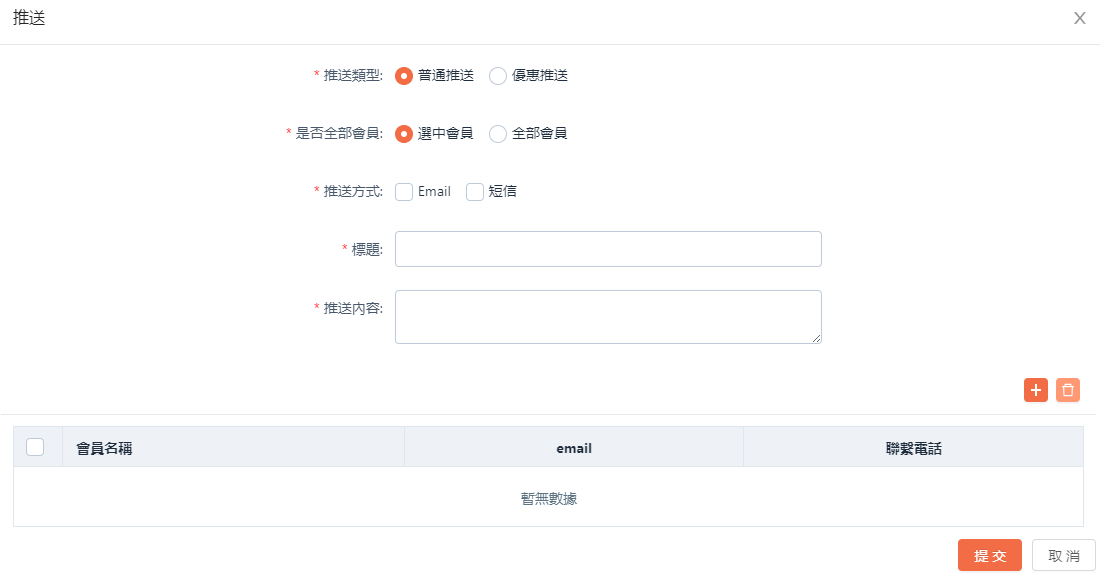 推送
* 推送類型: 普通推送 優惠推送
* 是否全部會員: 選中會員 全部會員
* 推送方式: Email 短信
* 標題:
* 推送內容:
會員名稱 email 聯繫電話
暫無數據
提交 取消